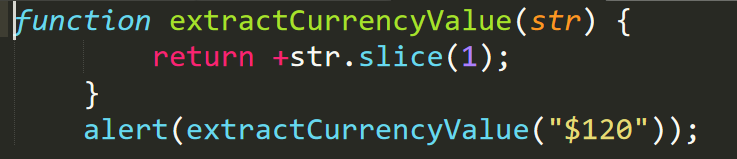 function extractCurrencyValue(str) {
        return +str.slice(1);
    }
    alert(extractCurrencyValue("$120"));